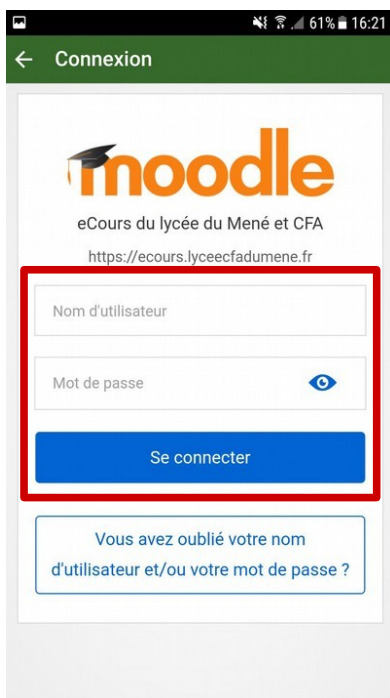 61% 16:21
Connexion
moodle
eCours du lycée du Mené et CFA
https://ecours.lyceecfadumene.fr
Nom d'utilisateur
Mot de passe
Se connecter
Vous avez oublié votre nom
d'utilisateur et/ou votre mot de passe ?